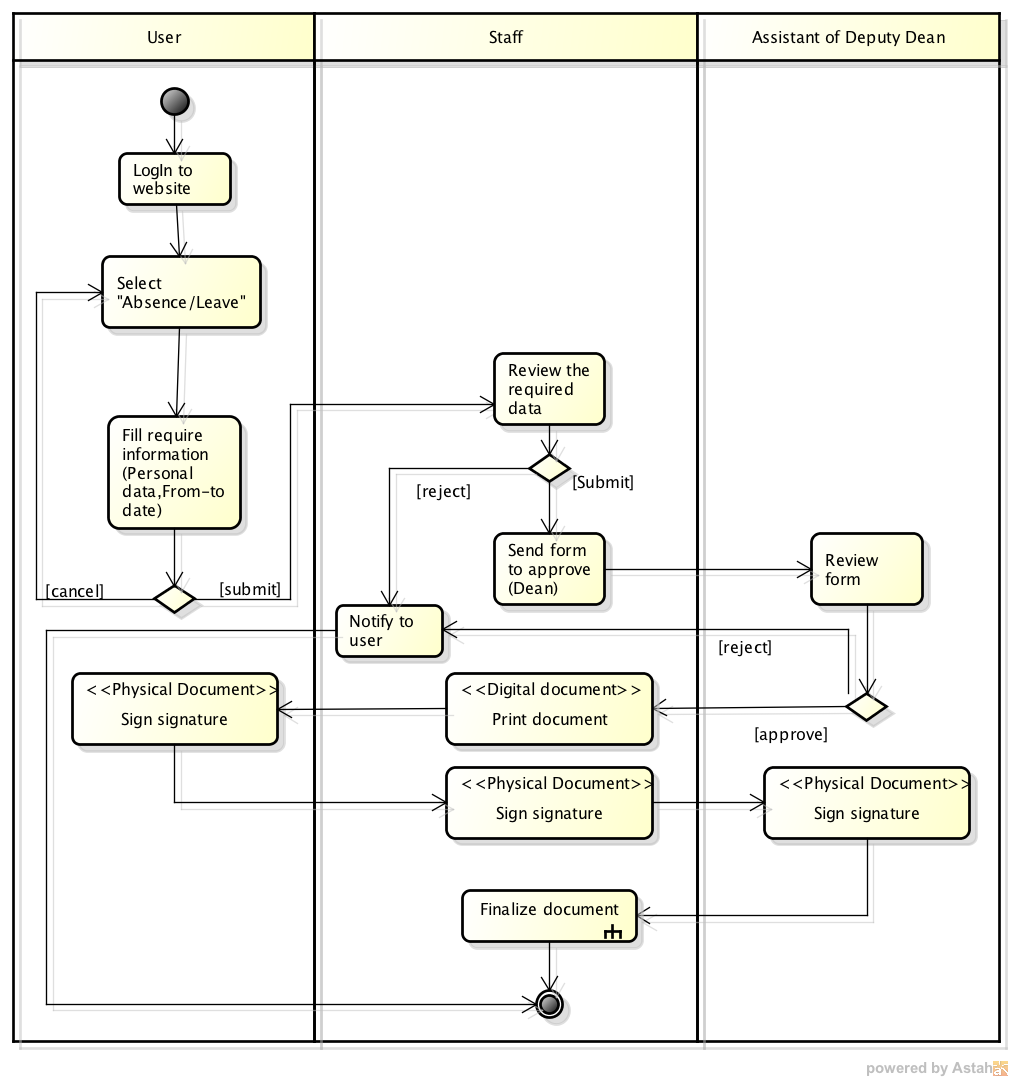 User
Staff
Assistant of Deputy Dean
LogIn to
website
Select
"Absence/Leave"
Fill require
information
(Personal
data,From-to
date)
[cancel]
[submit]
Review the
required
data
[reject]
[Submit]
Send form
to approve
(Dean)
Review
form
Notify to
user
[reject]
<<Physical Document>>
Sign signature
<<Digital document>>
Print document
[approve]
<<Physical Document>>
Sign signature
<<Physical Document>>
Sign signature
Finalize document
powered by Astah